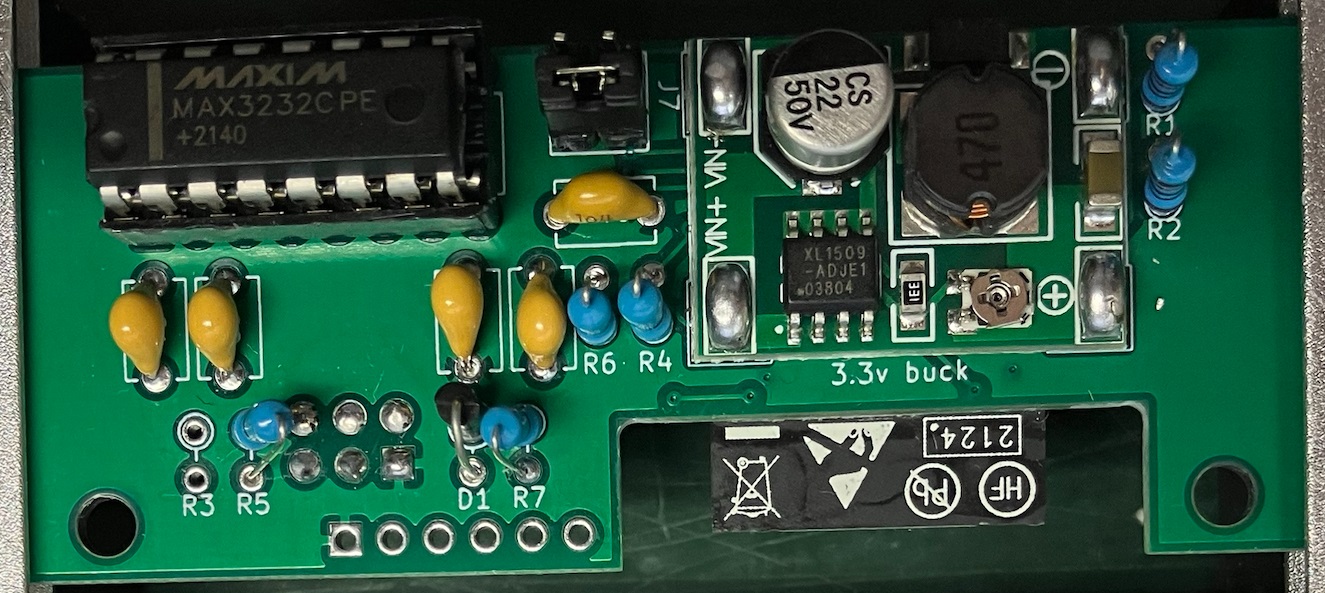 MAXIM
MAX3232CPE
+2140
J7
CS
22
50V
470
R1
R2
VIN-
VIN+
XL1509
-ADJE1
03804
IEE
R6
R4
3.3v buck
2124
Pb
HF
R3
R5
D1
R7